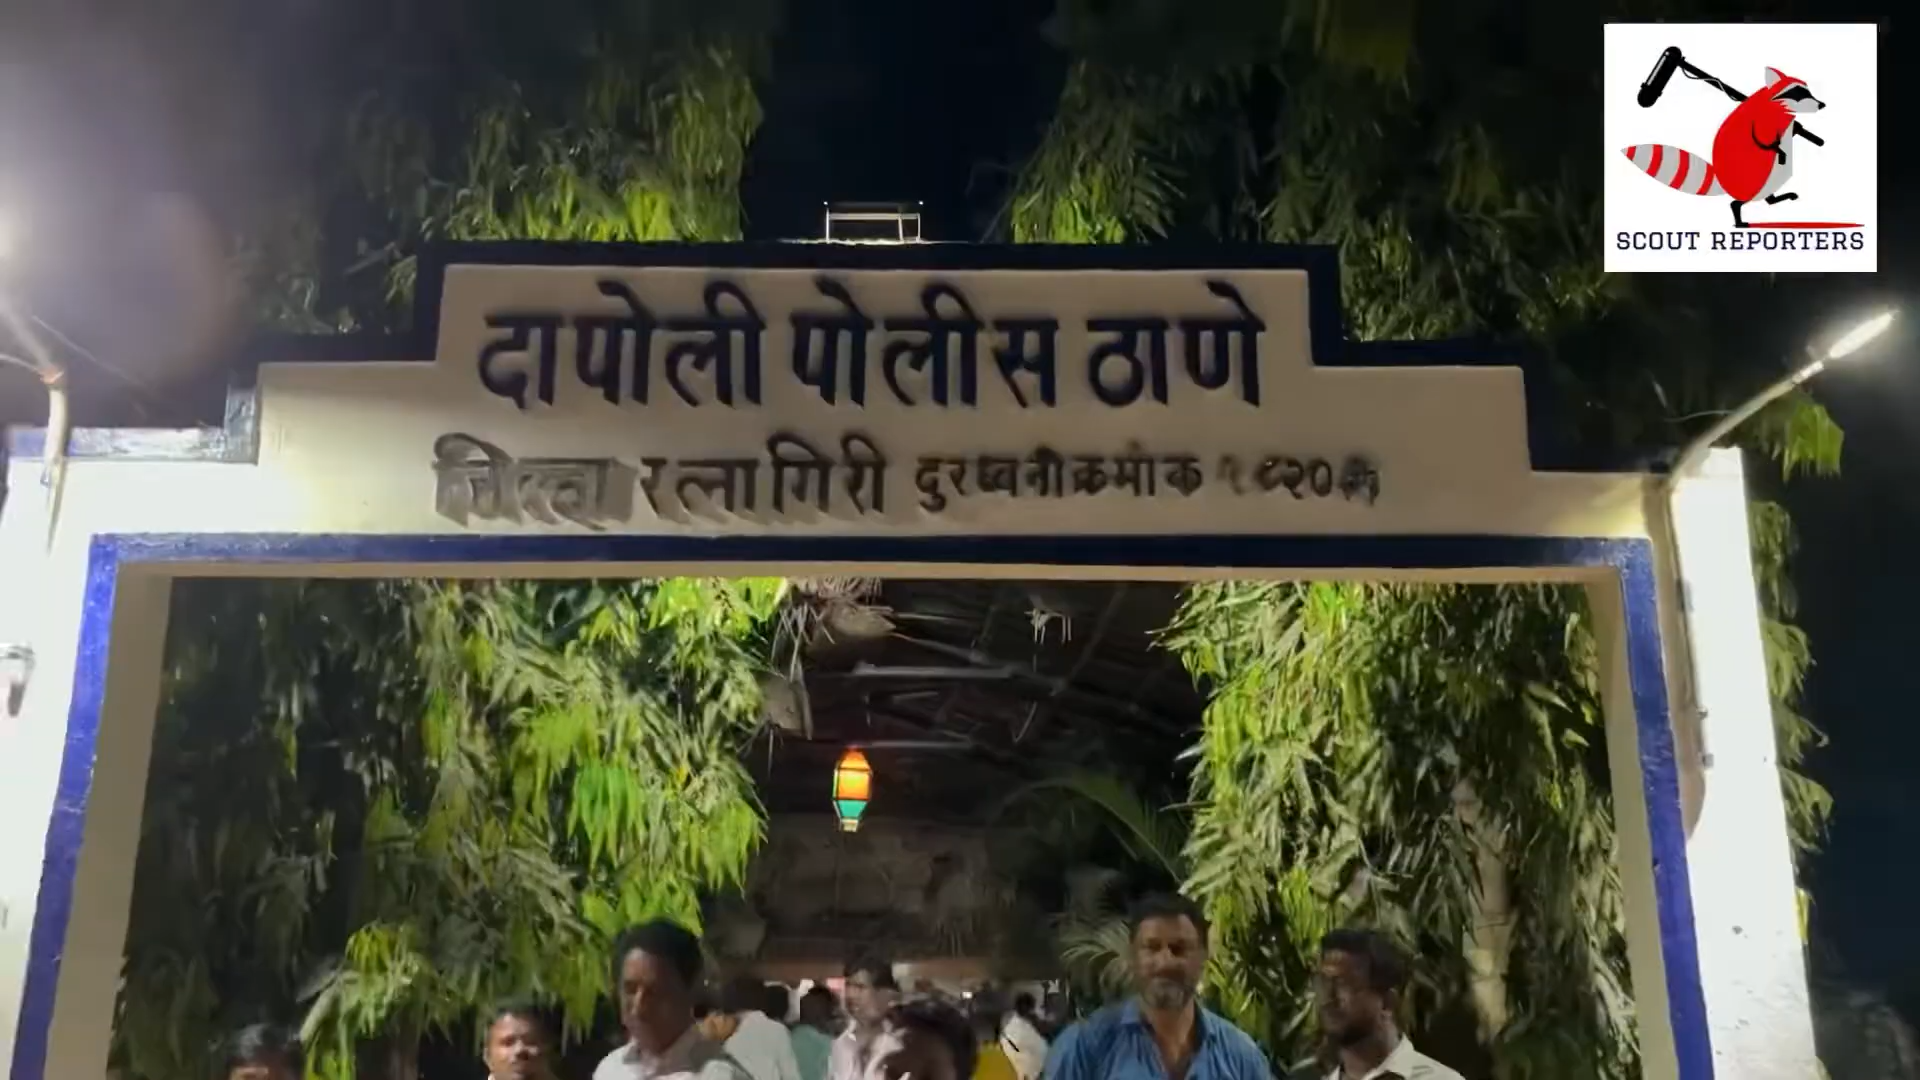 दापोली पोलीस ठाणे
जिल्हा रत्नागिरी दुरध्वनी क्रमांक
SCOUT REPORTERS